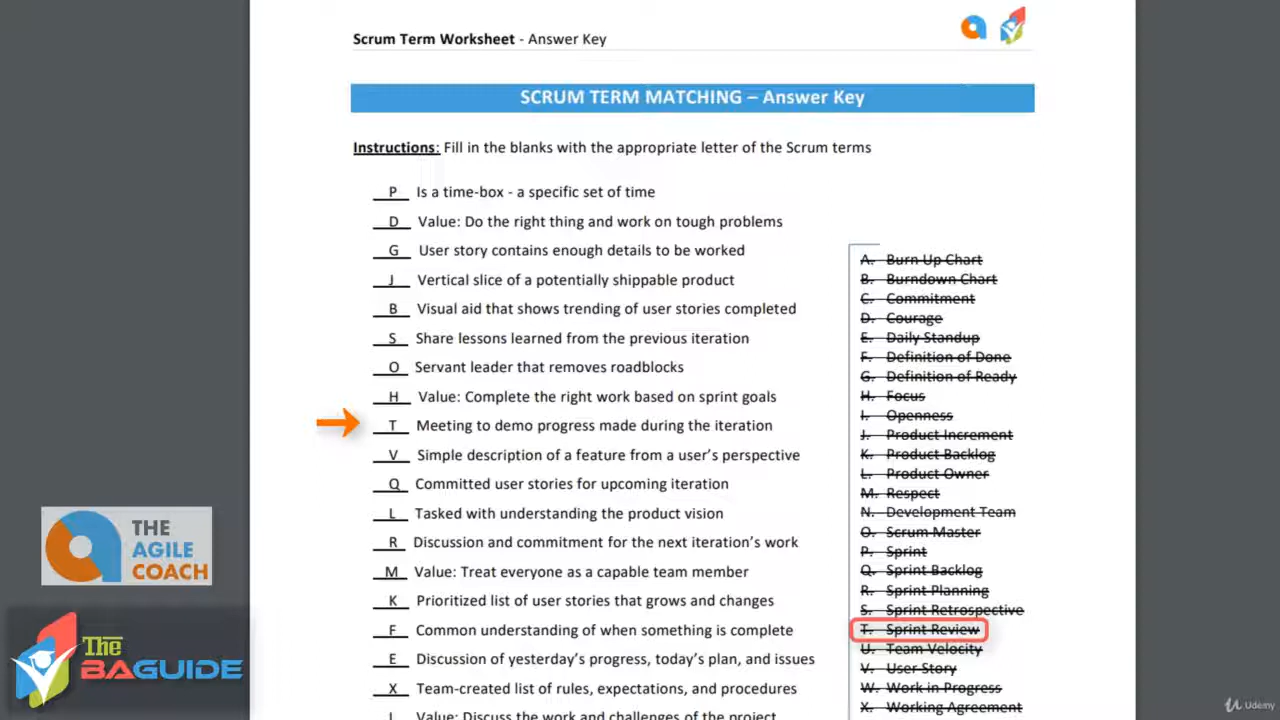 Scrum Term Worksheet - Answer Key
SCRUM TERM MATCHING – Answer Key
Instructions: Fill in the blanks with the appropriate letter of the Scrum terms
P Is a time-box - a specific set of time
D Value: Do the right thing and work on tough problems
G User story contains enough details to be worked
J Vertical slice of a potentially shippable product
B Visual aid that shows trending of user stories completed
S Share lessons learned from the previous iteration
O Servant leader that removes roadblocks
H Value: Complete the right work based on sprint goals
T Meeting to demo progress made during the iteration
V Simple description of a feature from a user's perspective
Q Committed user stories for upcoming iteration
L Tasked with understanding the product vision
R Discussion and commitment for the next iteration's work
M Value: Treat everyone as a capable team member
K Prioritized list of user stories that grows and changes
F Common understanding of when something is complete
E Discussion of yesterday's progress, today's plan, and issues
X Team-created list of rules, expectations, and procedures
I Value: Discuss the work and challenges of the project
A. Burn Up Chart
B. Burndown Chart
C. Commitment
D. Courage
E. Daily Standup
F. Definition of Done
G. Definition of Ready
H. Focus
I. Openness
J. Product Increment
K. Product Backlog
L. Product Owner
M. Respect
N. Development Team
O. Scrum Master
P. Sprint
Q. Sprint Backlog
R. Sprint Planning
S. Sprint Retrospective
T. Sprint Review
U. Team Velocity
V. User Story
W. Work in Progress
X. Working Agreement
THE
AGILE
COACH
The
BAGUIDE
Udemy